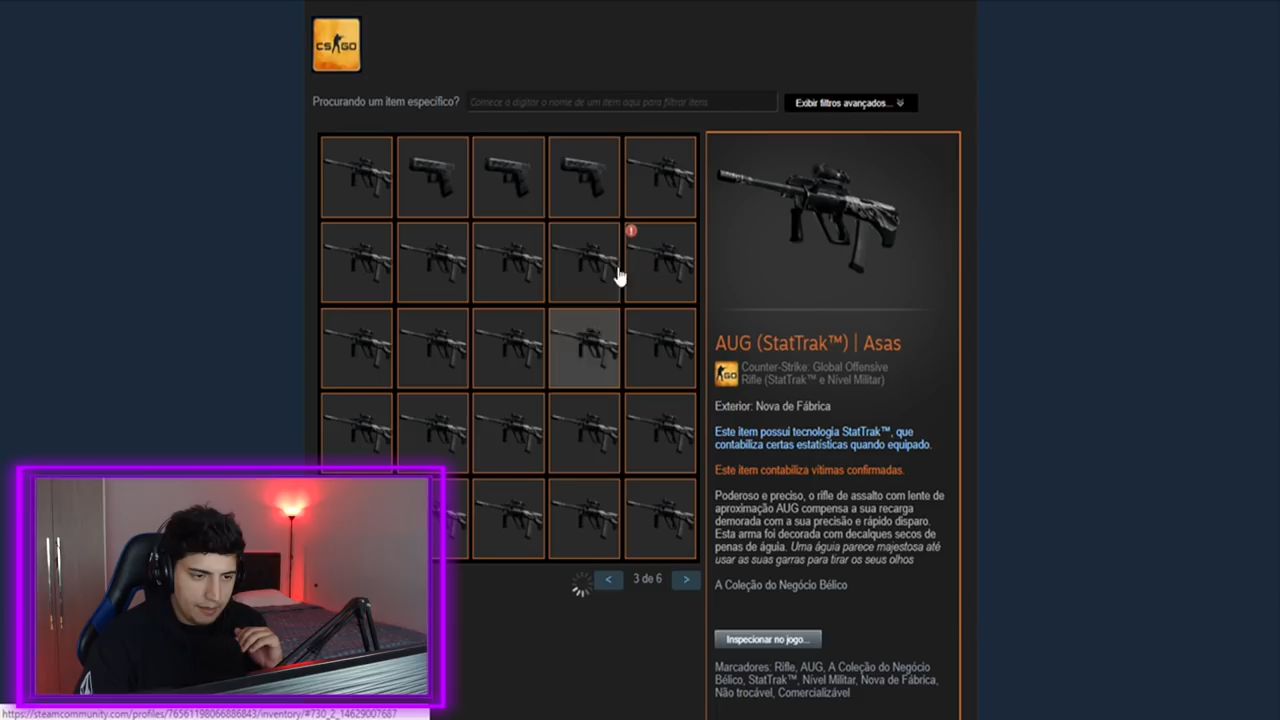 CS GO
Procurando um item específico?
Comece a digitar o nome de um item aqui para filtrar itens
Exibir filtros avançados...
AUG (StatTrak™) | Asas
GO
Counter-Strike: Global Offensive
Rifle (StatTrak™ e Nível Militar)
Exterior: Nova de Fábrica
Este item possui tecnologia StatTrak™, que
contabiliza certas estatísticas quando equipado.
Este item contabiliza vítimas confirmadas.
Poderoso e preciso, o rifle de assalto com lente de
aproximação AUG compensa a sua recarga
demorada com a sua precisão e rápido disparo.
Esta arma foi decorada com decalques secos de
penas de águia. Uma águia parece majestosa até
usar as suas garras para tirar os seus olhos
A Coleção do Negócio Bélico
< 3 de 6 >
Inspecionar no jogo...
Marcadores: Rifle, AUG, A Coleção do Negócio
Bélico, StatTrak™, Nível Militar, Nova de Fábrica,
Não trocável, Comercializável
https://steamcommunity.com/profiles/76561198066886843/inventory/#730_2_14629007687